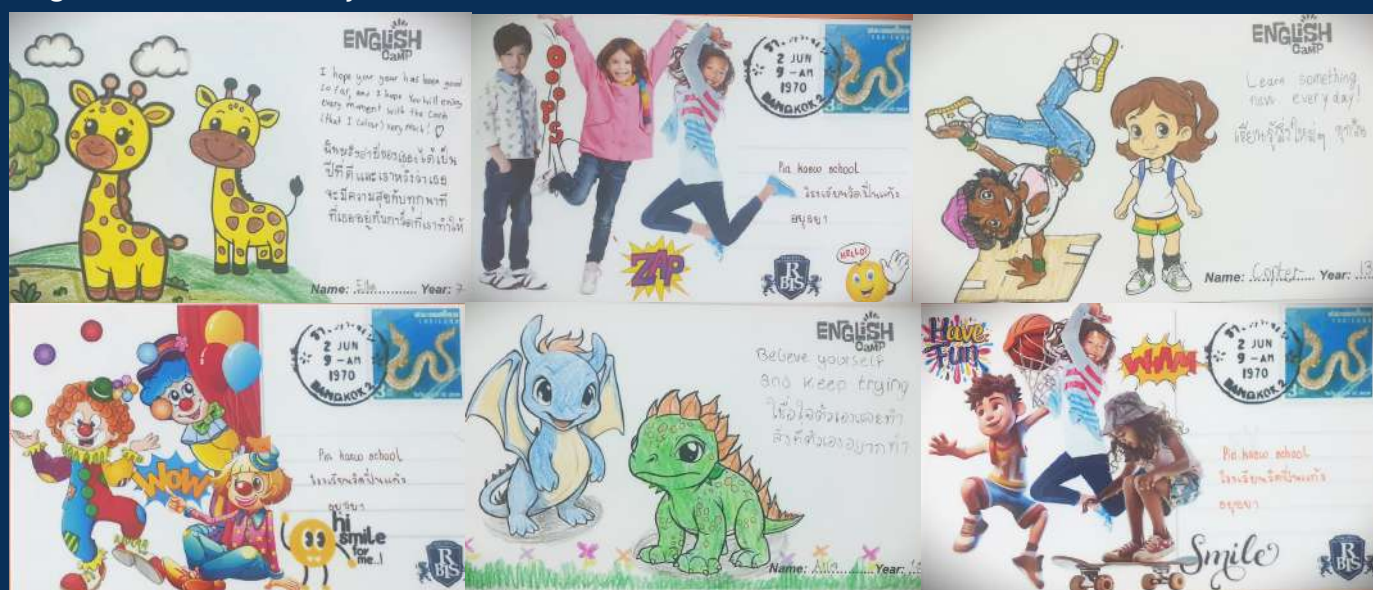 ENGLISH
CAMP
I hope your year has been good
so far, and I hope you will enjoy
every moment with the card
(that I colour) very much! ♡
ฉันหวังว่าปีของเธอจะได้เป็น
ปีที่ดีและเราหวังว่าเธอ
จะมีความสุขกับทุกนาที
ที่เธออยู่กับการ์ดที่เราทำให้
Name: Ella Year: 7
OOOPS
2 JUN
9-AM
1970
BANGKOK 2
3
Pia kaew school
โรงเรียนวัดปิ่นแก้ว
อยุธยา
ZAP
RBIS
HELLO!
ENGLISH
CAMP
Learn something
new every day!
เรียนรู้สิ่งใหม่ๆ ทุกวัน
Name: Copter Year: 13
2 JUN
9-AM
1970
BANGKOK 2
3
WOW
Pia kaew school
โรงเรียนวัดปิ่นแก้ว
อยุธยา
hi
smile
for
me..!
RBIS
ENGLISH
CAMP
Believe yourself
and keep trying
เชื่อใจตัวเองและทำ
สิ่งที่ตัวเองอยากทำ
Name: Year:
Have
Fun
WHAM
2 JUN
9-AM
1970
BANGKOK 2
3
Pia kaew school
โรงเรียนวัดปิ่นแก้ว
อยุธยา
Smile
RBIS